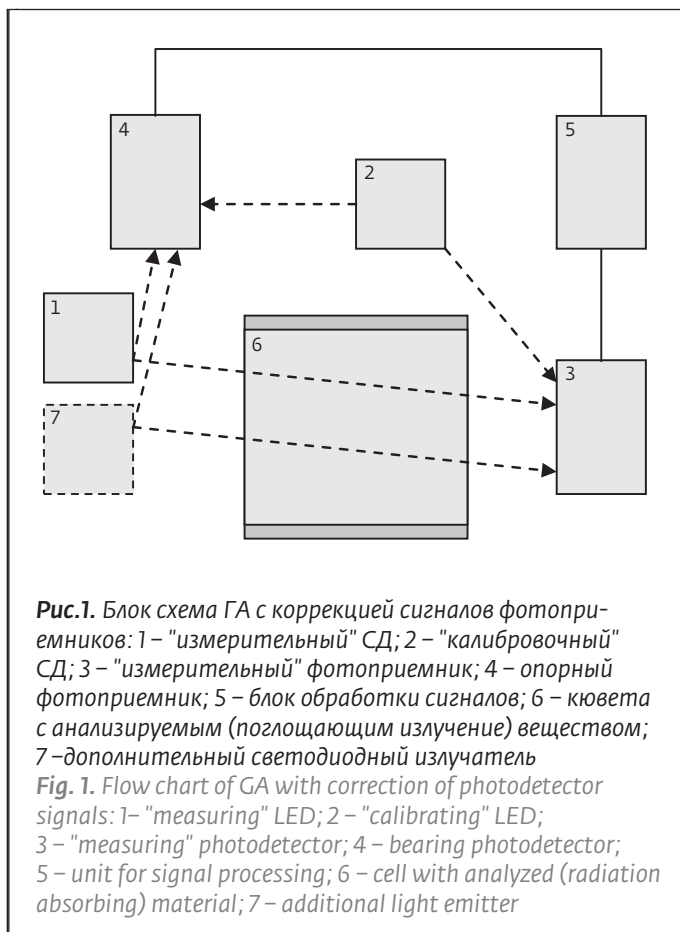 4
5
2
1
6
3
7
Рис.1. Блок схема ГА с коррекцией сигналов фотопри-
емников: 1 – "измерительный" СД; 2 – "калибровочный"
СД; 3 – "измерительный" фотоприемник; 4 – опорный
фотоприемник; 5 – блок обработки сигналов; 6 – кювета
с анализируемым (поглощающим излучение) веществом;
7 –дополнительный светодиодный излучатель
Fig. 1. Flow chart of GA with correction of photodetector
signals: 1– "measuring" LED; 2 – "calibrating" LED;
3 – "measuring" photodetector; 4 – bearing photodetector;
5 – unit for signal processing; 6 – cell with analyzed (radiation
absorbing) material; 7 – additional light emitter